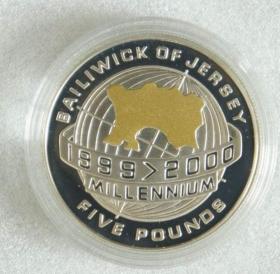 BAILIWICK OF JERSEY
1999>2000
MILLENNIUM
FIVE POUNDS